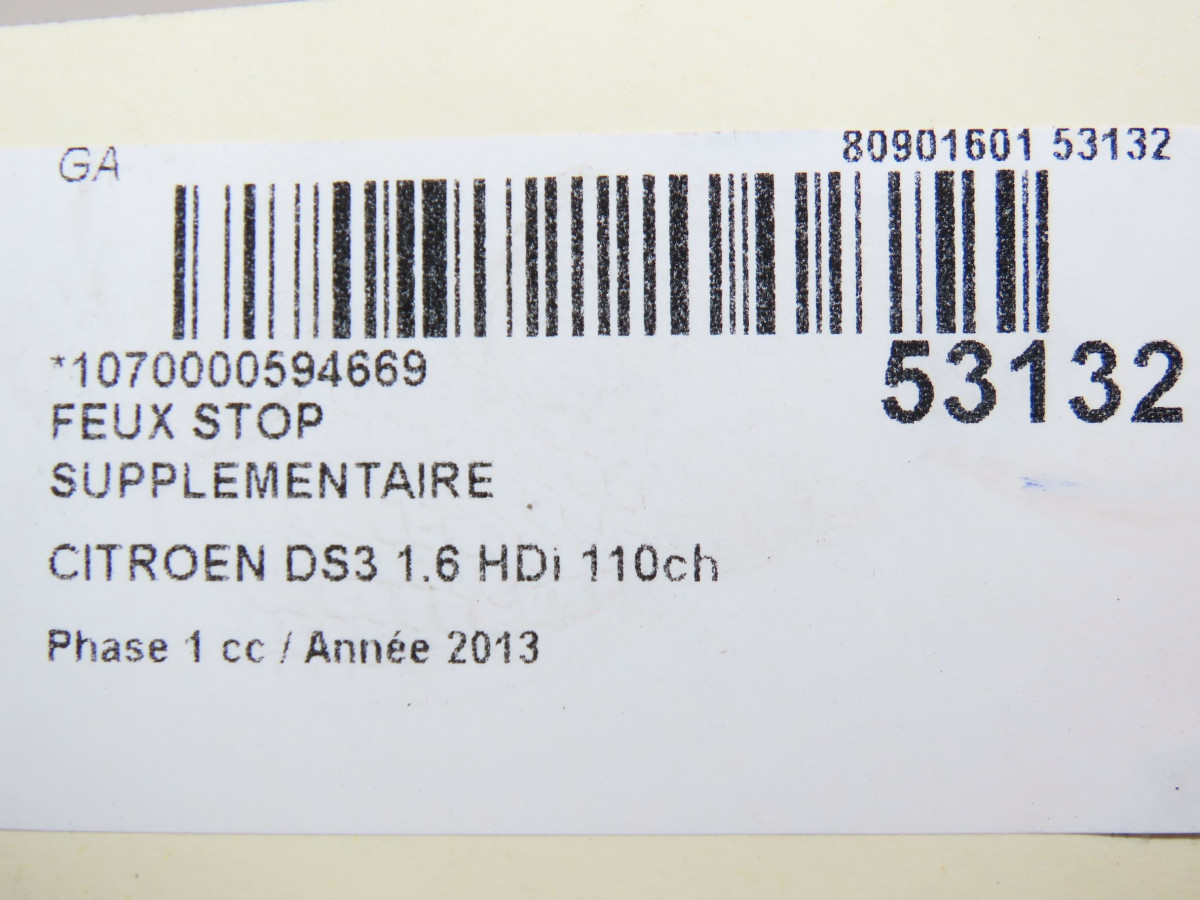 GA
80901601 53132
53132
*1070000594669
FEUX STOP
SUPPLEMENTAIRE
CITROEN DS3 1.6 HDi 110ch
Phase 1 cc / Année 2013